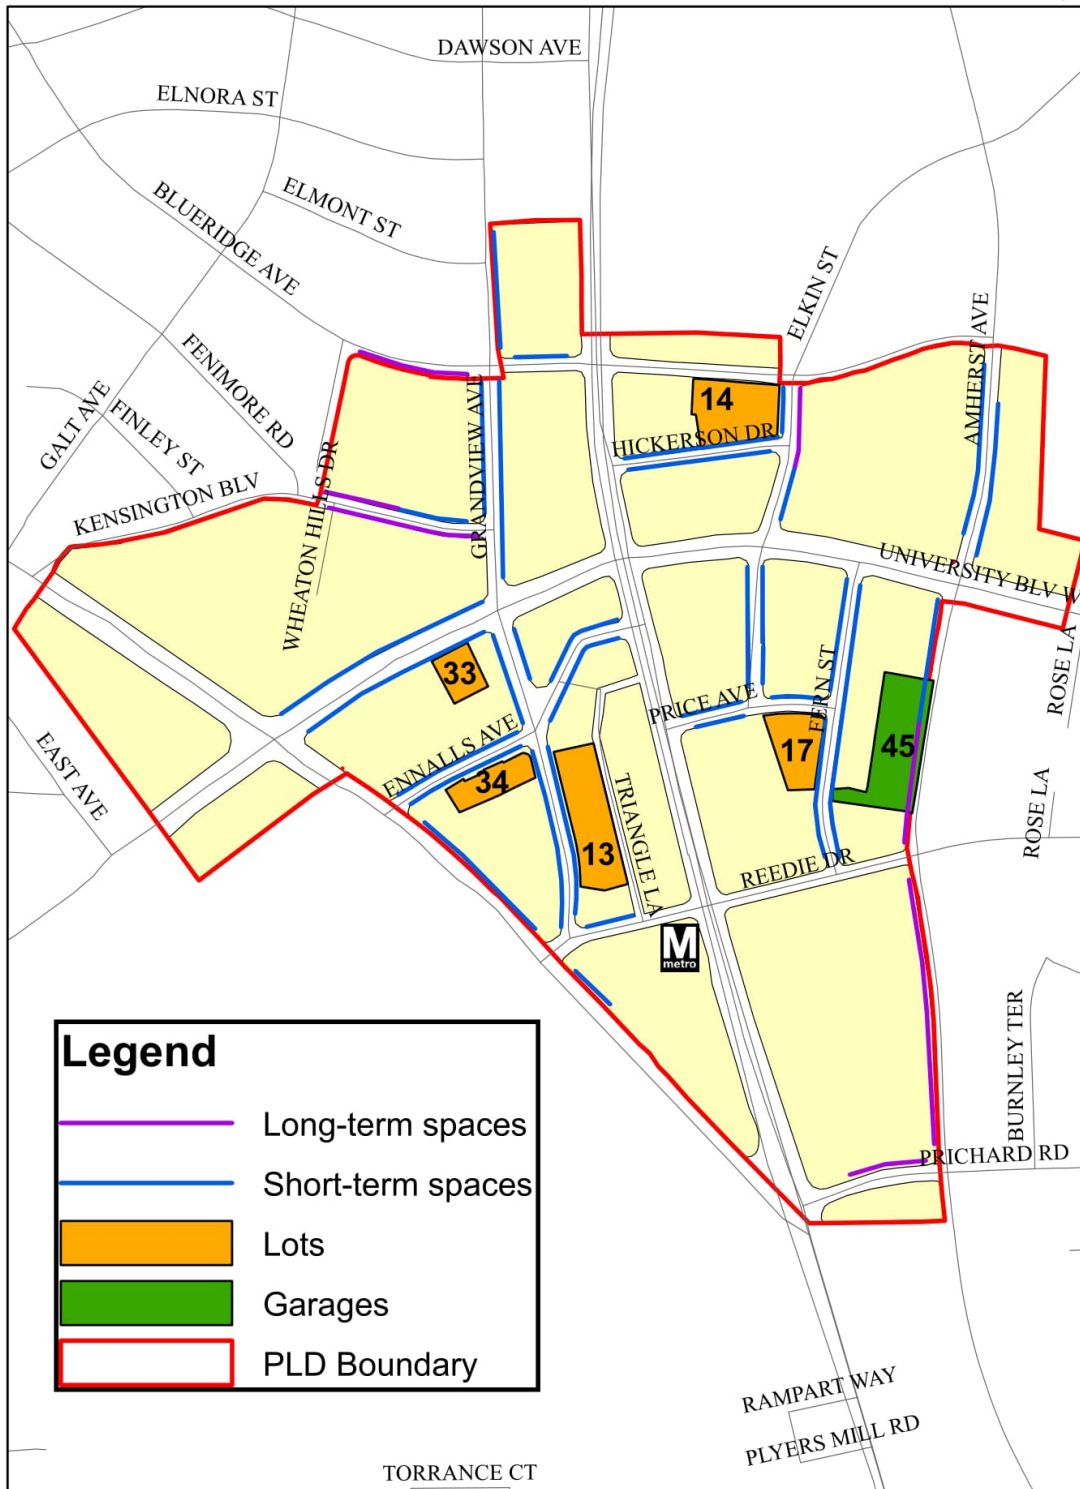 DAWSON AVE
ELNORA ST
ELMONT ST
BLUERIDGE AVE
ELKIN ST
AMHERST AVE
FENIMORE RD
GALT AVE
FINLEY ST
14
HICKERSON DR
GRANDVIEW AVE
KENSINGTON BLV
WHEATON HILLS DR
UNIVERSITY BLV W
ROSE LA
33
FERN ST
PRICE AVE
ENNALLS AVE
EAST AVE
17
45
34
TRIANGLE LA
13
ROSE LA
REEDIE DR
M
metro
BURNLEY TER
PRICHARD RD
Legend
Long-term spaces
Short-term spaces
Lots
Garages
PLD Boundary
RAMPART WAY
PLYERS MILL RD
TORRANCE CT